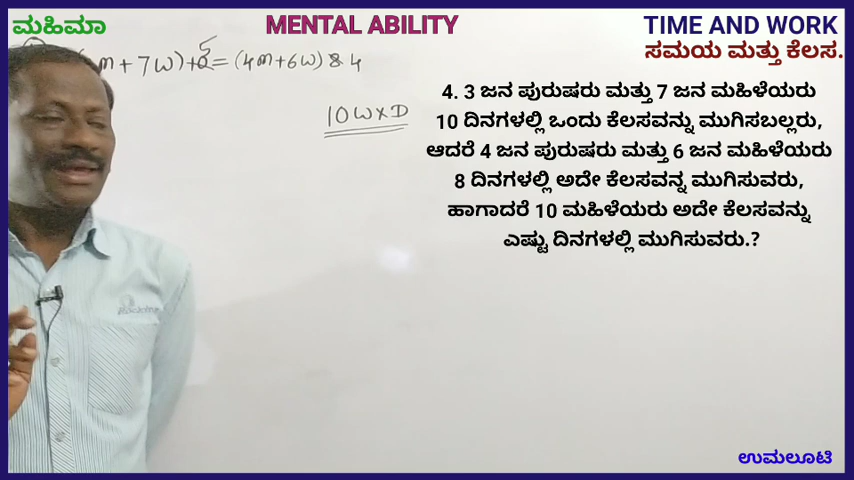 ಮಹಿಮಾ
MENTAL ABILITY
TIME AND WORK
ಸಮಯ ಮತ್ತು ಕೆಲಸ.
m + 7W) = (4m+6W) 8 4
10W×D
4. 3 ಜನ ಪುರುಷರು ಮತ್ತು 7 ಜನ ಮಹಿಳೆಯರು
10 ದಿನಗಳಲ್ಲಿ ಒಂದು ಕೆಲಸವನ್ನು ಮುಗಿಸಬಲ್ಲರು,
ಆದರೆ 4 ಜನ ಪುರುಷರು ಮತ್ತು 6 ಜನ ಮಹಿಳೆಯರು
8 ದಿನಗಳಲ್ಲಿ ಅದೇ ಕೆಲಸವನ್ನ ಮುಗಿಸುವರು,
ಹಾಗಾದರೆ 10 ಮಹಿಳೆಯರು ಅದೇ ಕೆಲಸವನ್ನು
ಎಷ್ಟು ದಿನಗಳಲ್ಲಿ ಮುಗಿಸುವರು.?
ಉಮಲೂಟಿ